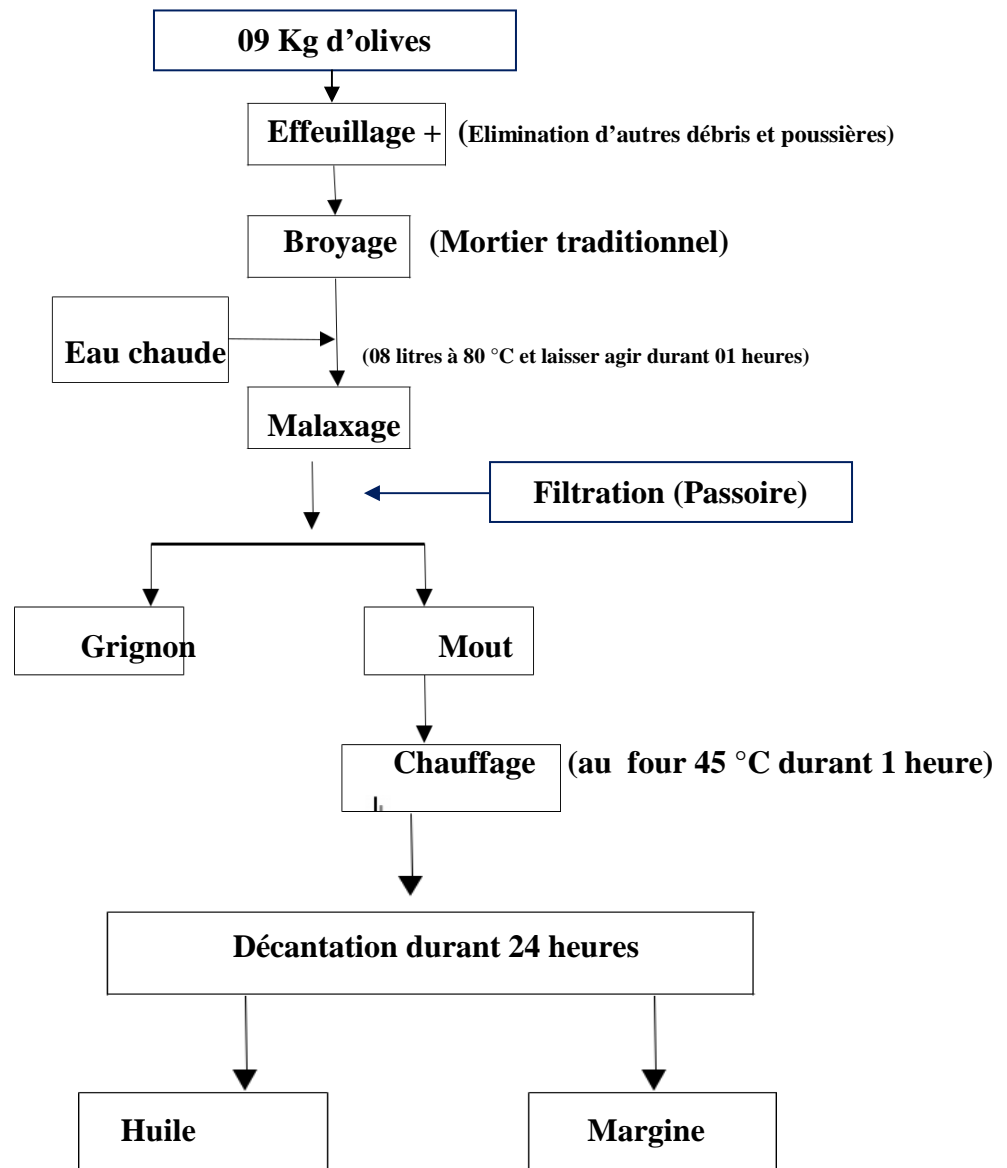 09 Kg d’olives
Effeuillage + (Elimination d’autres débris et poussières)
Broyage (Mortier traditionnel)
Eau chaude
(08 litres à 80 °C et laisser agir durant 01 heures)
Malaxage
Filtration (Passoire)
Grignon
Mout
Chauffage (au four 45 °C durant 1 heure)
Décantation durant 24 heures
Huile
Margine